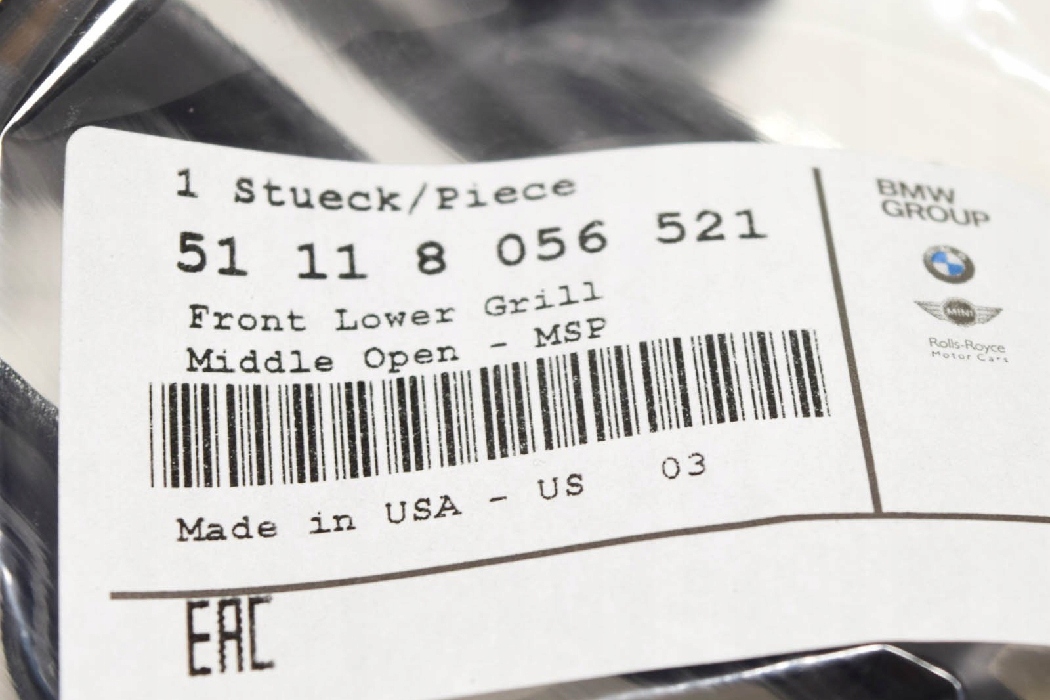 1 Stueck/Piece
51 11 8 056 521
Front Lower Grill
Middle Open - MSP
Made in USA - US 03
EAC
BMW
GROUP
MINI
Rolls-Royce
Motor Cars